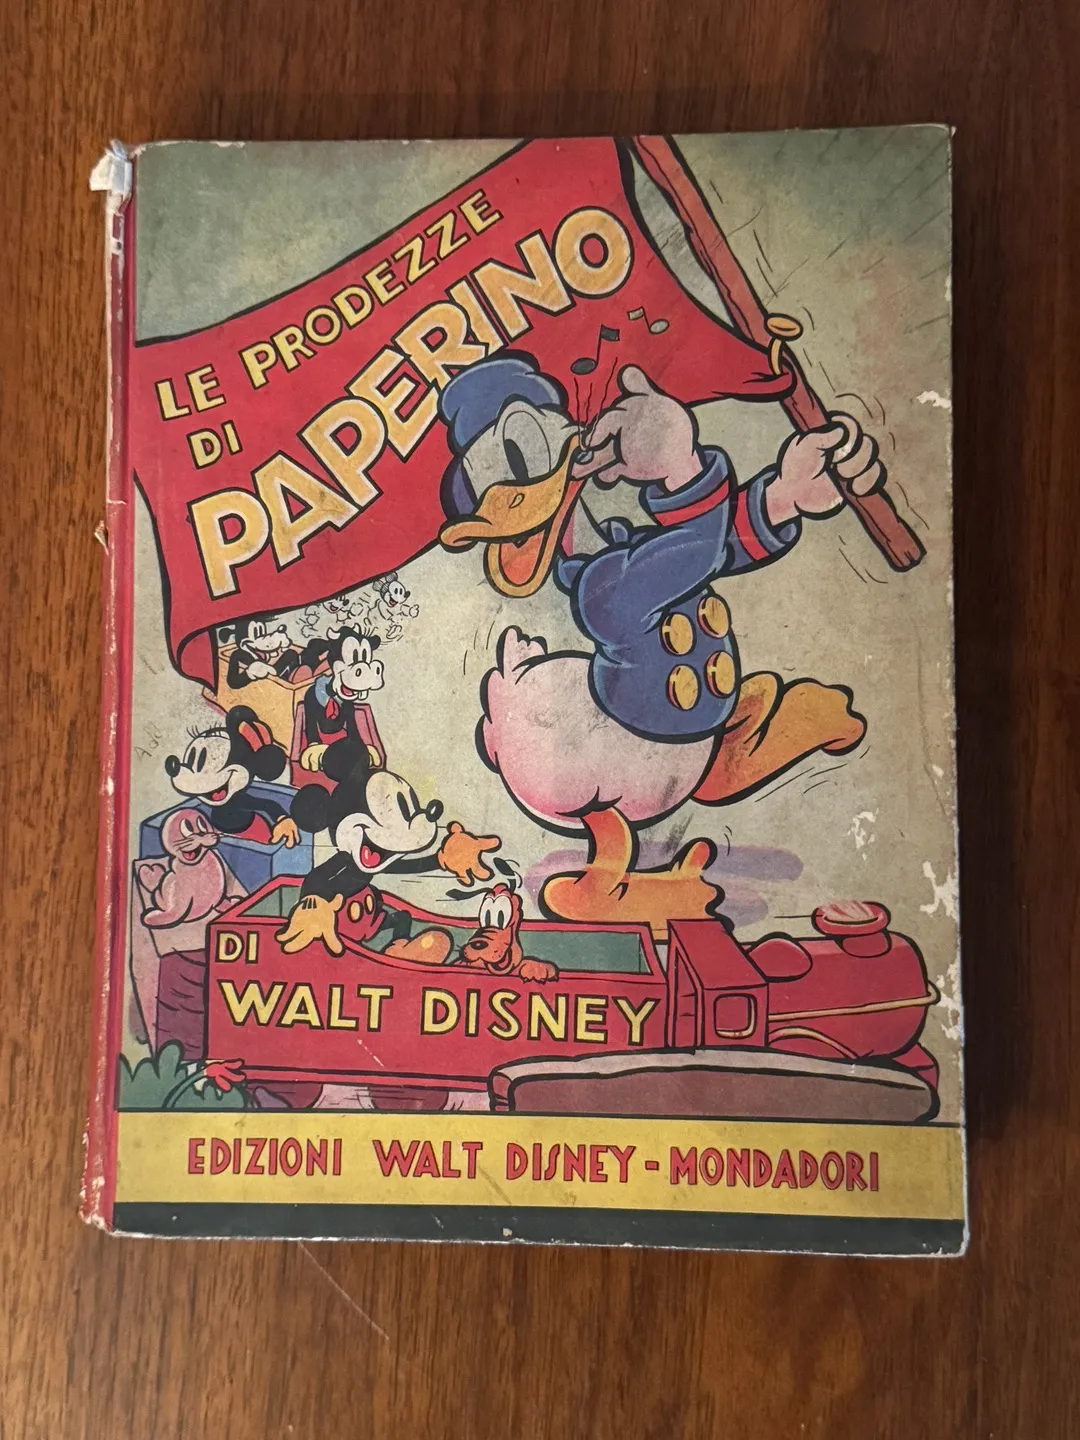 LE PRODEZZE
DI
PAPERINO
DI
WALT DISNEY
EDIZIONI WALT DISNEY - MONDADORI